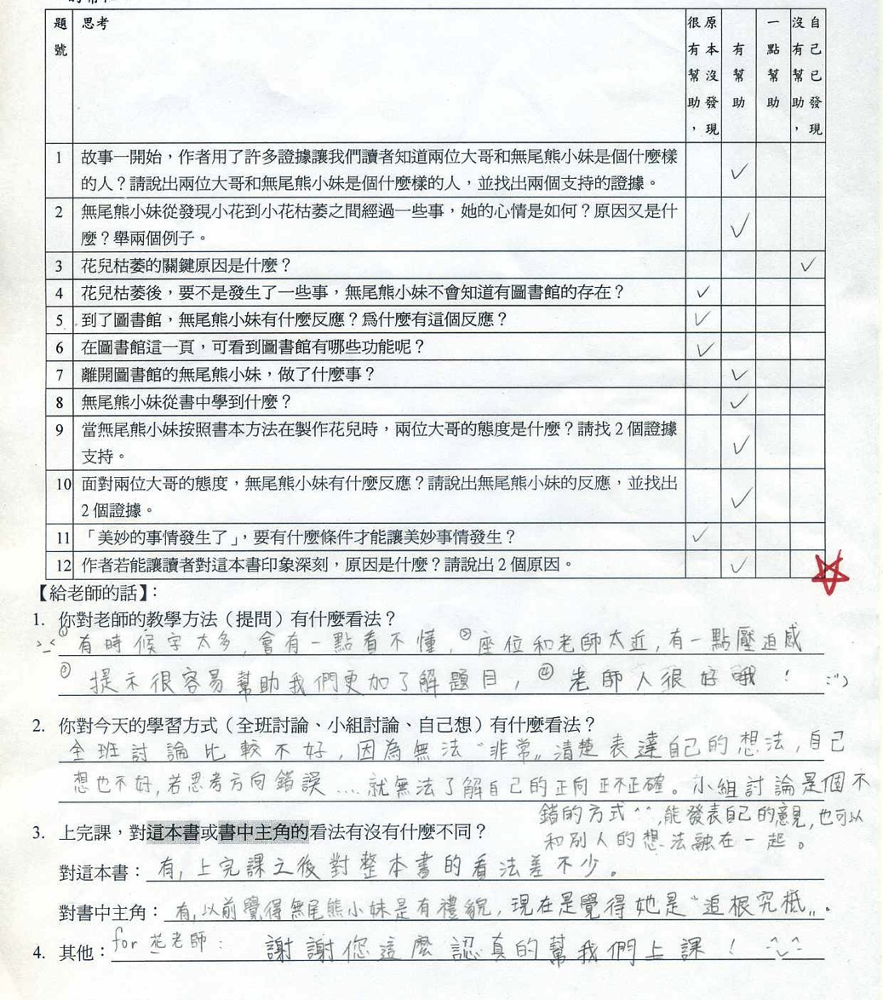 題號 思考 很有幫助，原本沒發現 有幫助 一點幫助 沒有幫助，自己已發現
1 故事一開始，作者用了許多證據讓我們讀者知道兩位大哥和無尾熊小妹是個什麼樣
的人？請說出兩位大哥和無尾熊小妹是個什麼樣的人，並找出兩個支持的證據。 ✓
2 無尾熊小妹從發現小花到小花枯萎之間經過一些事，她的心情是如何？原因又是什
麼？舉兩個例子。 ✓
3 花兒枯萎的關鍵原因是什麼？ ✓
4 花兒枯萎後，要不是發生了一些事，無尾熊小妹不會知道有圖書館的存在？ ✓
5 到了圖書館，無尾熊小妹有什麼反應？爲什麼有這個反應？ ✓
6 在圖書館這一頁，可看到圖書館有哪些功能呢？ ✓
7 離開圖書館的無尾熊小妹，做了什麼事？ ✓
8 無尾熊小妹從書中學到什麼？ ✓
9 當無尾熊小妹按照書本方法在製作花兒時，兩位大哥的態度是什麼？請找 2 個證據
支持。 ✓
10 面對兩位大哥的態度，無尾熊小妹有什麼反應？請說出無尾熊小妹的反應，並找出
2 個證據。 ✓
11 「美妙的事情發生了」，要有什麼條件才能讓美妙事情發生？ ✓
12 作者若能讓讀者對這本書印象深刻，原因是什麼？請說出 2 個原因。 ✓
【給老師的話】：
1. 你對老師的教學方法（提問）有什麼看法？
①有時候字太多，會有一點看不懂，②座位和老師太近，有一點壓迫感
③提示很容易幫助我們更加了解題目，④老師人很好哦！ :")
2. 你對今天的學習方式（全班討論、小組討論、自己想）有什麼看法？
全班討論比較不好，因為無法〝非常〞清楚表達自己的想法，自己
想也不好，若思考方向錯誤....就無法了解自己的正向正不正確。小組討論是個不
錯的方式^^，能發表自己的意見，也可以
和別人的想法融在一起。
3. 上完課，對這本書或書中主角的看法有沒有什麼不同？
對這本書：有，上完課之後對整本書的看法差不少。
對書中主角：有，以前覺得無尾熊小妹是有禮貌，現在是覺得她是〝追根究柢〞。
4. 其他：for 花老師： 謝謝您這麼認真的幫我們上課！ ^_^